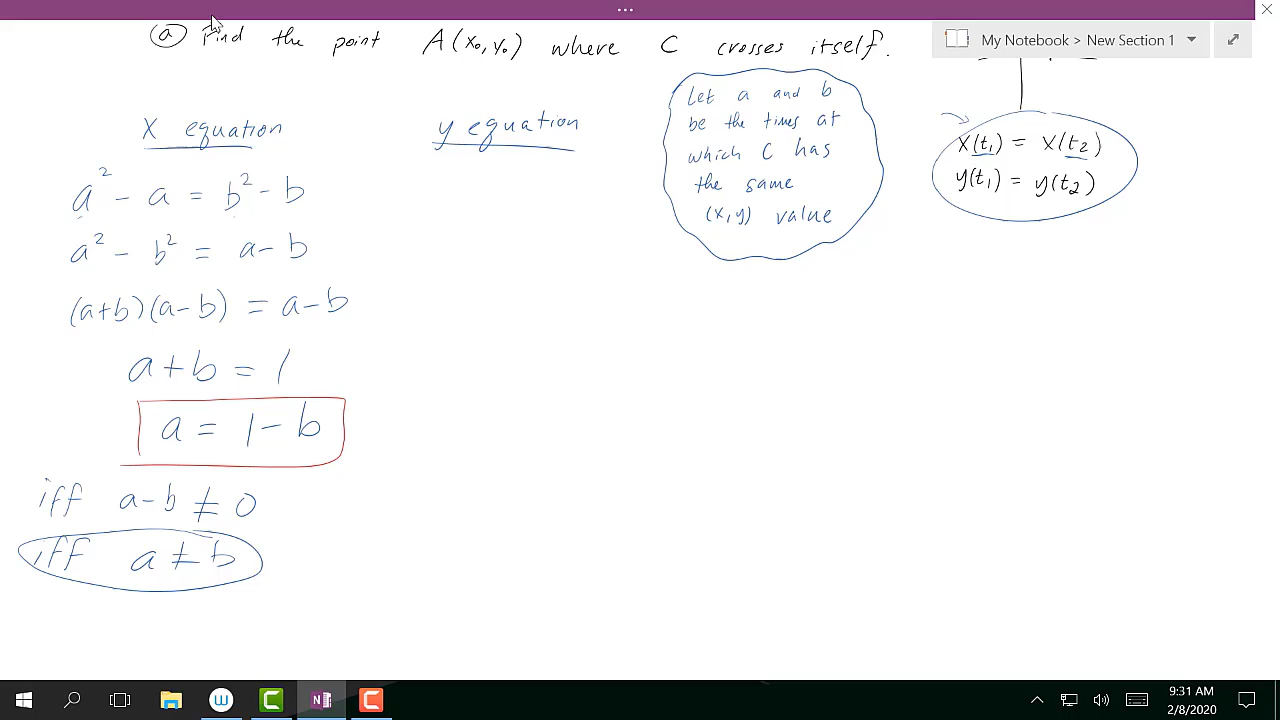 ...
ⓐ Find the point A(x₀,y₀) where C crosses itself.
My Notebook > New Section 1
X equation
a² - a = b² - b
a² - b² = a - b
(a+b)(a-b) = a-b
a+b = 1
a = 1 - b
iff a-b ≠ 0
iff a ≠ b
y equation
Let a and b
be the times at
which C has
the same
(x,y) value
x(t₁) = x(t₂)
y(t₁) = y(t₂)
W
N
C
C
9:31 AM
2/8/2020